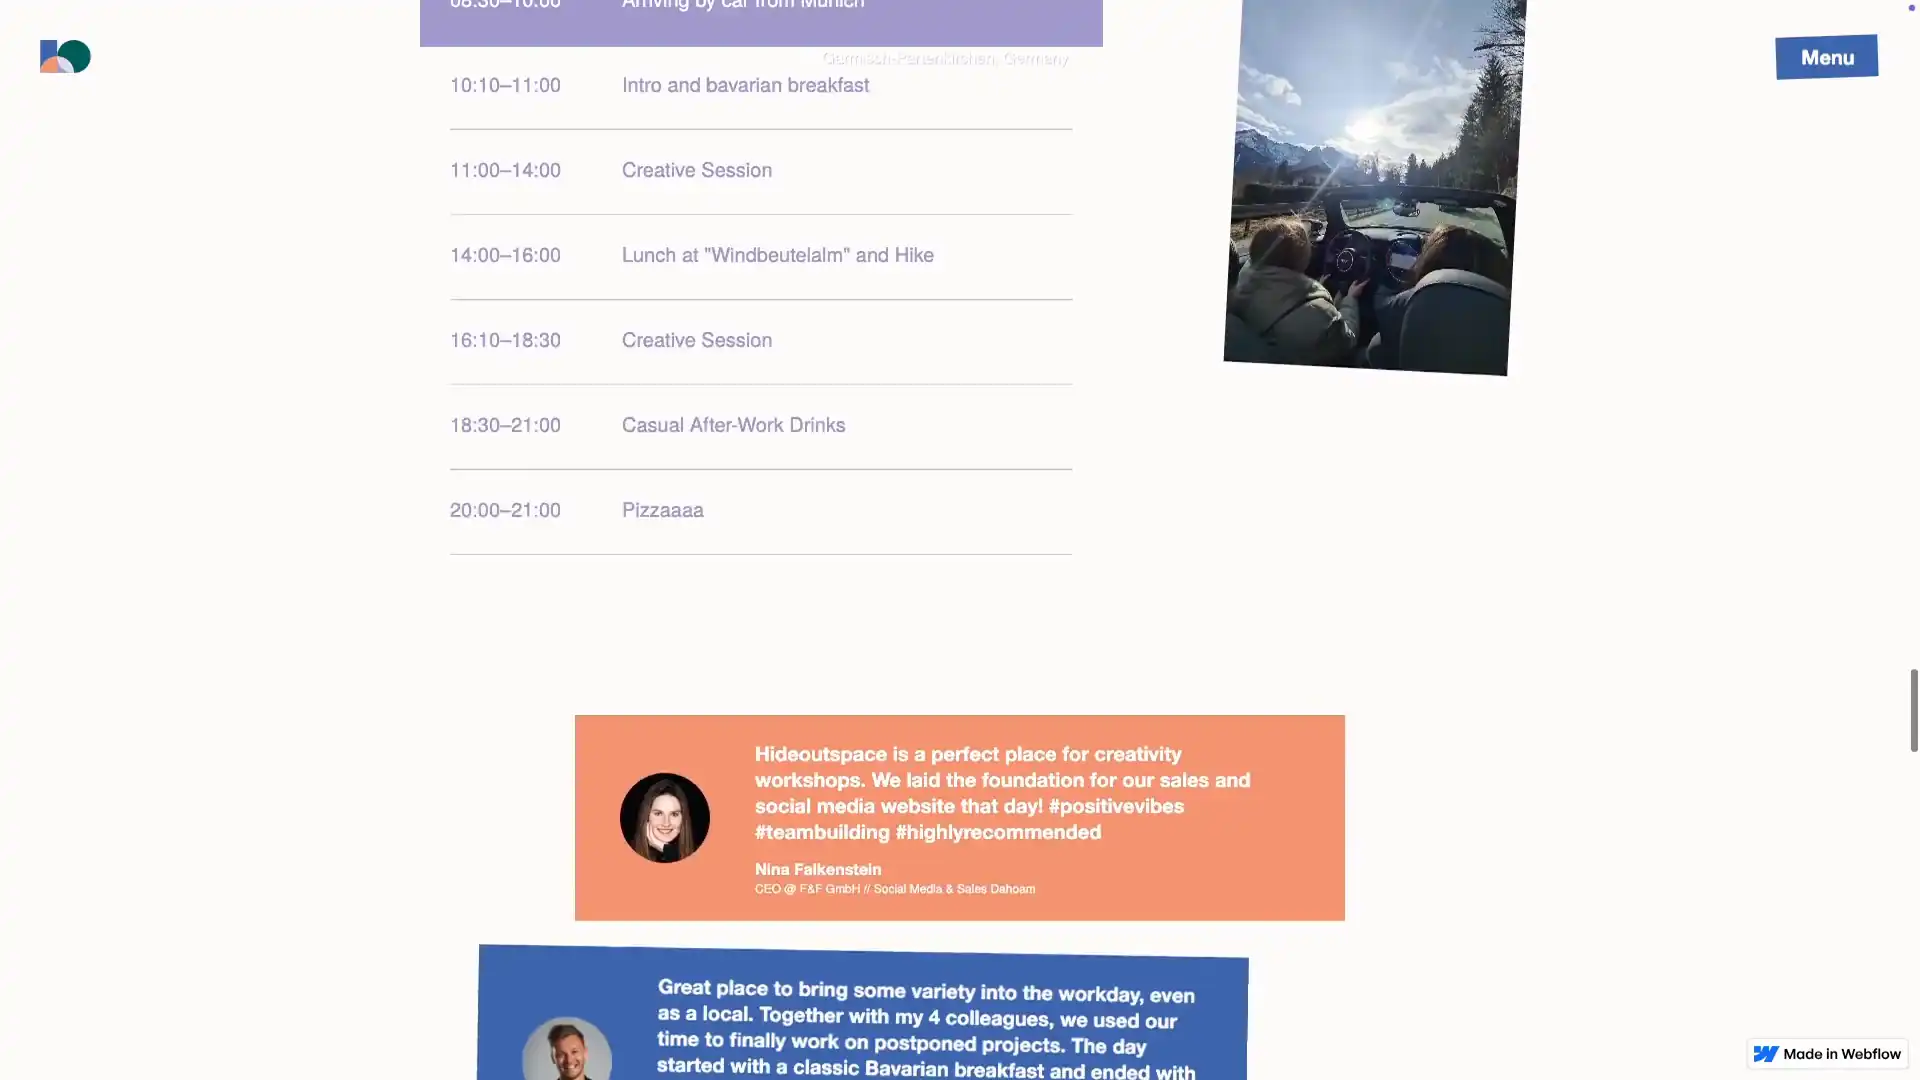 08:30–10:00 Arriving by car from Munich
Garmisch-Partenkirchen, Germany
Menu
10:10–11:00 Intro and bavarian breakfast
11:00–14:00 Creative Session
14:00–16:00 Lunch at "Windbeutelalm" and Hike
16:10–18:30 Creative Session
18:30–21:00 Casual After-Work Drinks
20:00–21:00 Pizzaaaa
Hideoutspace is a perfect place for creativity
workshops. We laid the foundation for our sales and
social media website that day! #positivevibes
#teambuilding #highlyrecommended
Nina Falkenstein
CEO @ F&F GmbH // Social Media & Sales Dahoam
Great place to bring some variety into the workday, even
as a local. Together with my 4 colleagues, we used our
time to finally work on postponed projects. The day
started with a classic Bavarian breakfast and ended with
Made in Webflow